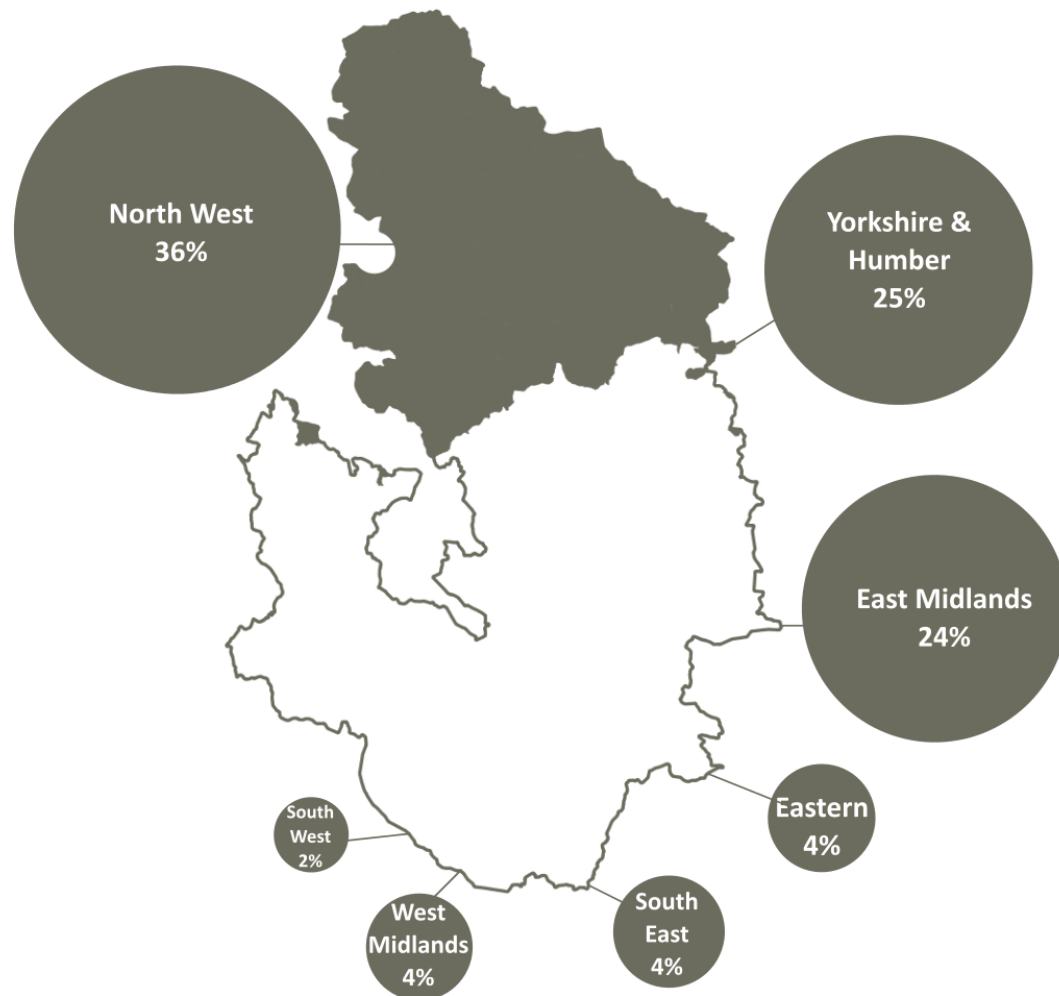 North West
36%
Yorkshire &
Humber
25%
East Midlands
24%
Eastern
4%
South
West
2%
West
Midlands
4%
South
East
4%